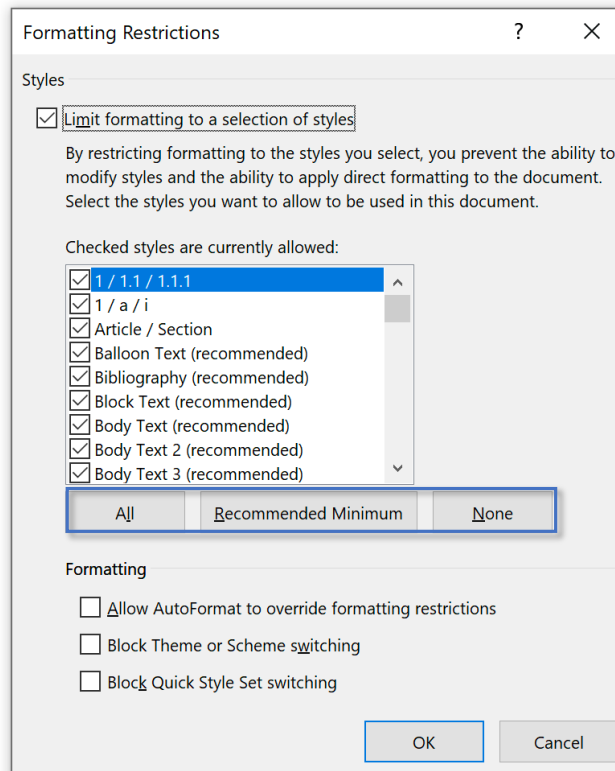 Formatting Restrictions ?
Styles
Limit formatting to a selection of styles
By restricting formatting to the styles you select, you prevent the ability to
modify styles and the ability to apply direct formatting to the document.
Select the styles you want to allow to be used in this document.
Checked styles are currently allowed:
1 / 1.1 / 1.1.1
1 / a / i
Article / Section
Balloon Text (recommended)
Bibliography (recommended)
Block Text (recommended)
Body Text (recommended)
Body Text 2 (recommended)
Body Text 3 (recommended)
All Recommended Minimum None
Formatting
Allow AutoFormat to override formatting restrictions
Block Theme or Scheme switching
Block Quick Style Set switching
OK Cancel